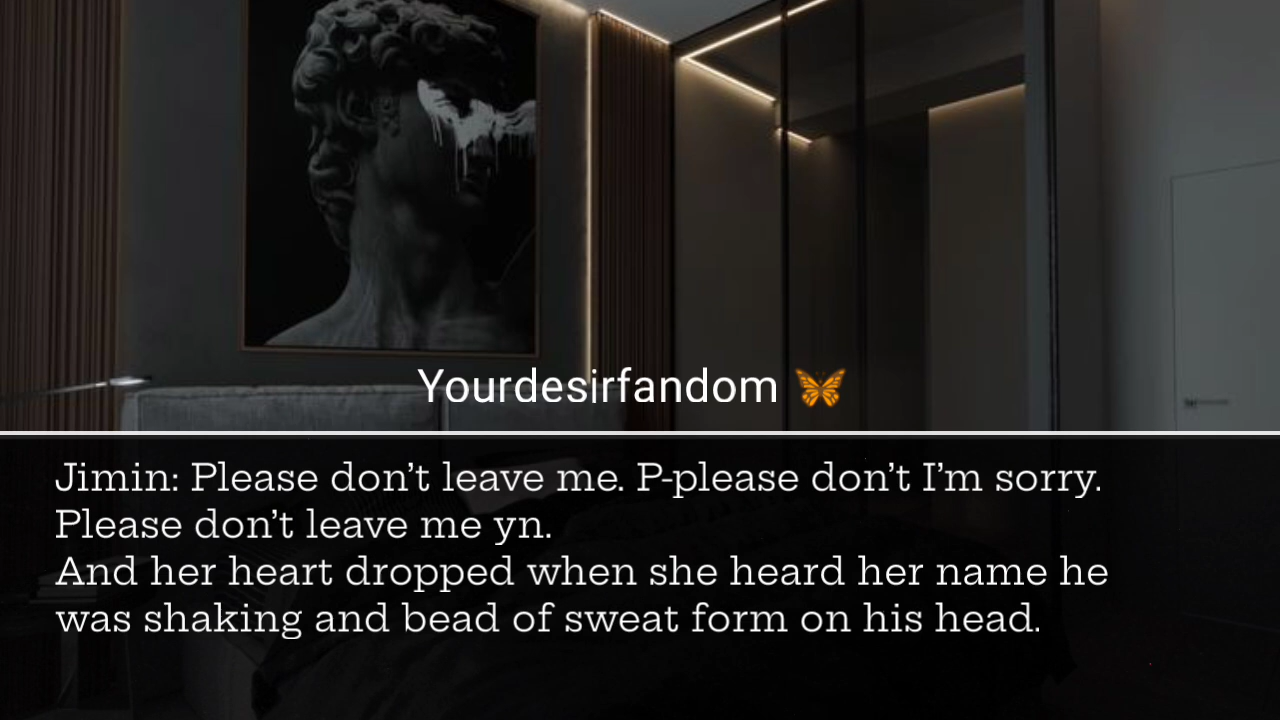 Yourdesirfandom 🦋
Jimin: Please don’t leave me. P-please don’t I’m sorry.
Please don’t leave me yn.
And her heart dropped when she heard her name he
was shaking and bead of sweat form on his head.